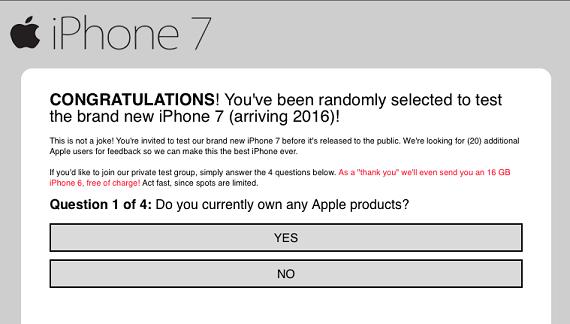 iPhone 7
CONGRATULATIONS! You've been randomly selected to test
the brand new iPhone 7 (arriving 2016)!
This is not a joke! You're invited to test our brand new iPhone 7 before it's released to the public. We're looking for (20) additional
Apple users for feedback so we can make this the best iPhone ever.
If you'd like to join our private test group, simply answer the 4 questions below. As a "thank you" we'll even send you an 16 GB
iPhone 6, free of charge! Act fast, since spots are limited.
Question 1 of 4: Do you currently own any Apple products?
YES
NO